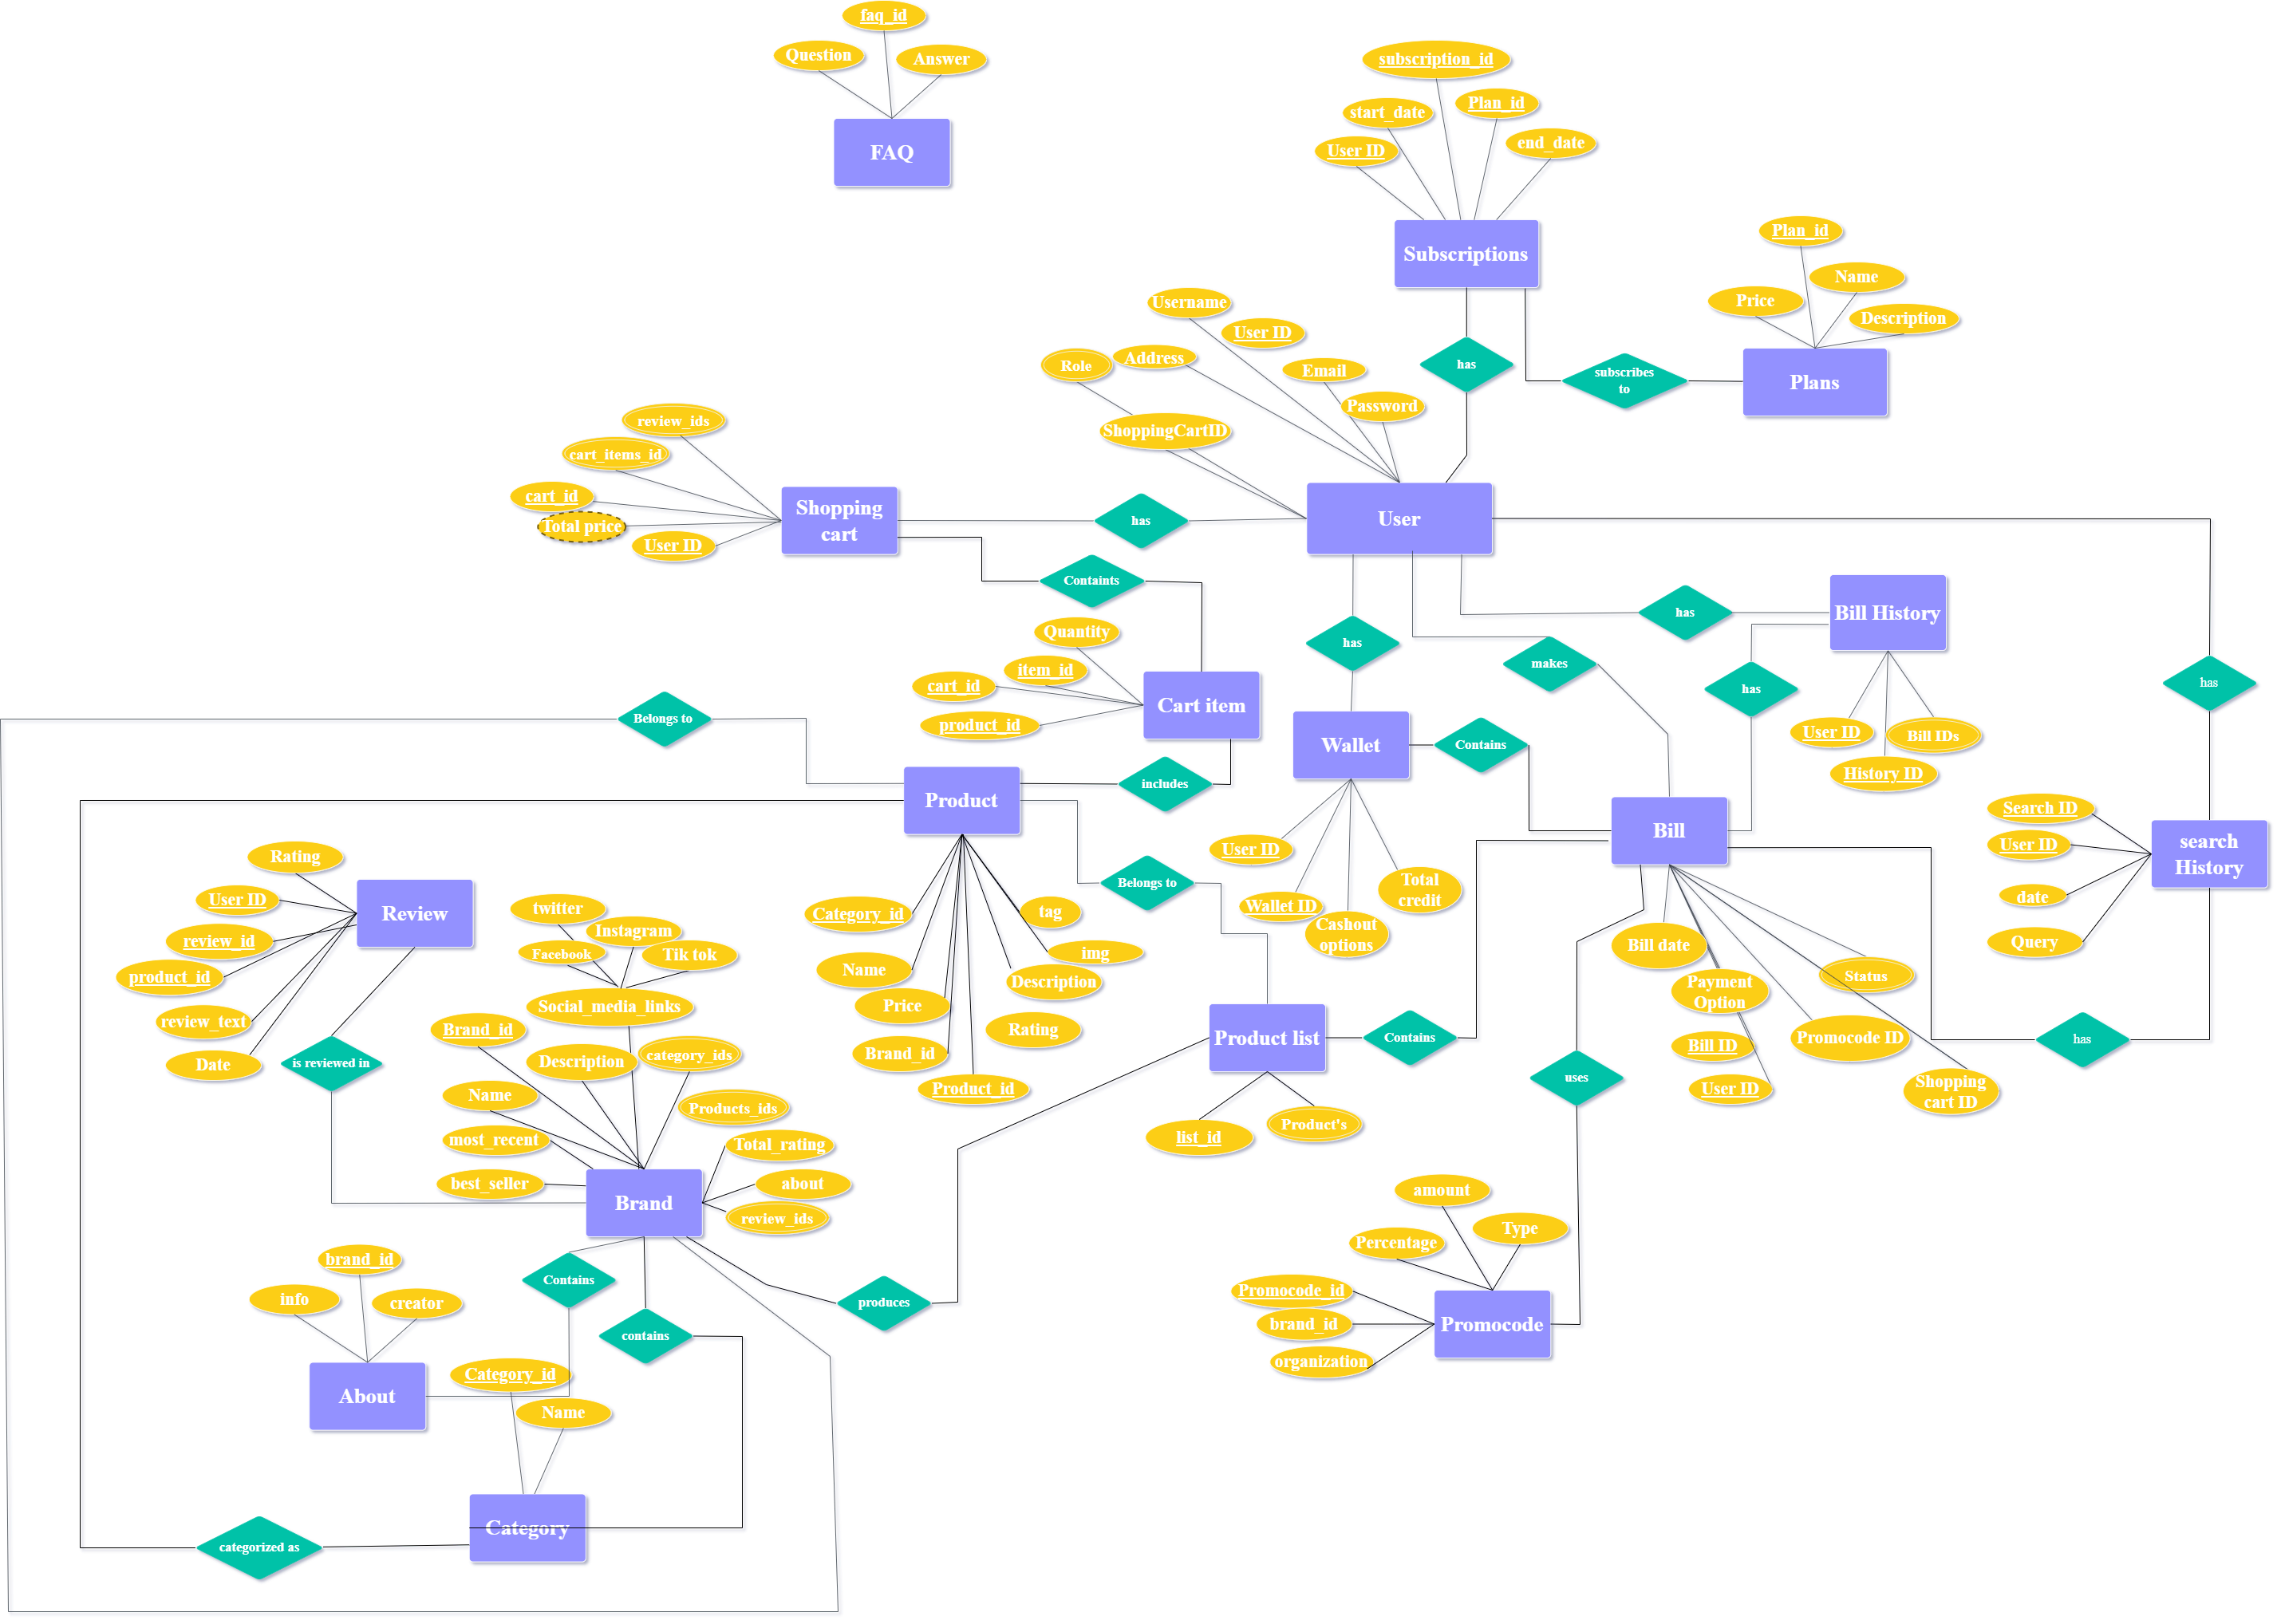 faq_id
Question
Answer
FAQ
subscription_id
Plan_id
start_date
end_date
User ID
Subscriptions
Plan_id
Name
Price
Description
Plans
subscribes
to
has
Username
User ID
Role
Address
Email
Password
ShoppingCartID
User
review_ids
cart_items_id
cart_id
Total price
User ID
Shopping
cart
has
Containts
Quantity
item_id
cart_id
product_id
Cart item
has
Bill History
has
makes
has
has
User ID
Bill IDs
History ID
Belongs to
Wallet
Contains
Product
includes
Bill
Search ID
User ID
date
Query
search
History
User ID
Wallet ID
Cashout
options
Total
credit
Rating
User ID
review_id
product_id
review_text
Date
Review
is reviewed in
twitter
Instagram
Facebook
Tik tok
Social_media_links
Brand_id
Description
category_ids
Name
Products_ids
most_recent
Total_rating
best_seller
about
review_ids
Brand
Category_id
tag
img
Name
Description
Price
Rating
Brand_id
Product_id
Belongs to
Product list
Contains
list_id
Product's
Bill date
Payment
Option
Status
Promocode ID
Bill ID
User ID
Shopping
cart ID
has
uses
amount
Type
Percentage
Promocode_id
brand_id
organization
Promocode
brand_id
info
creator
About
Contains
contains
produces
Category_id
Name
Category
categorized as